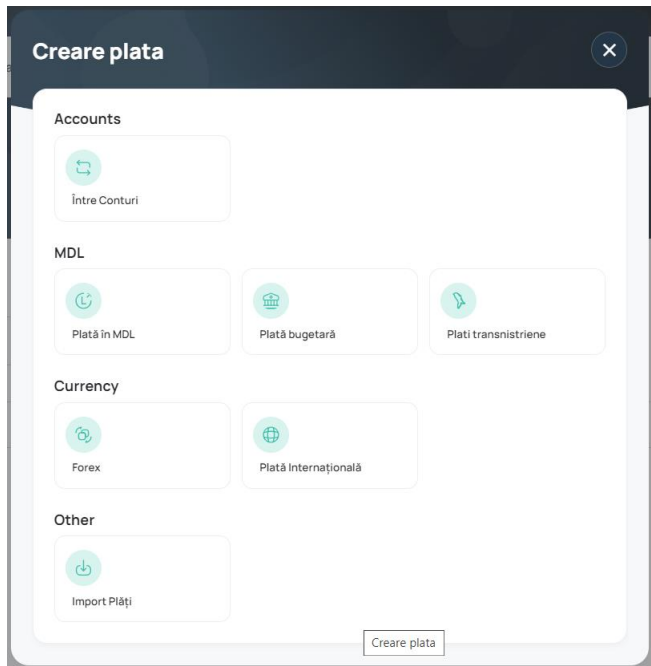 Creare plata
Accounts
Între Conturi
MDL
Plată în MDL
Plată bugetară
Plati transnistriene
Currency
Forex
Plată Internațională
Other
Import Plăți
Creare plata